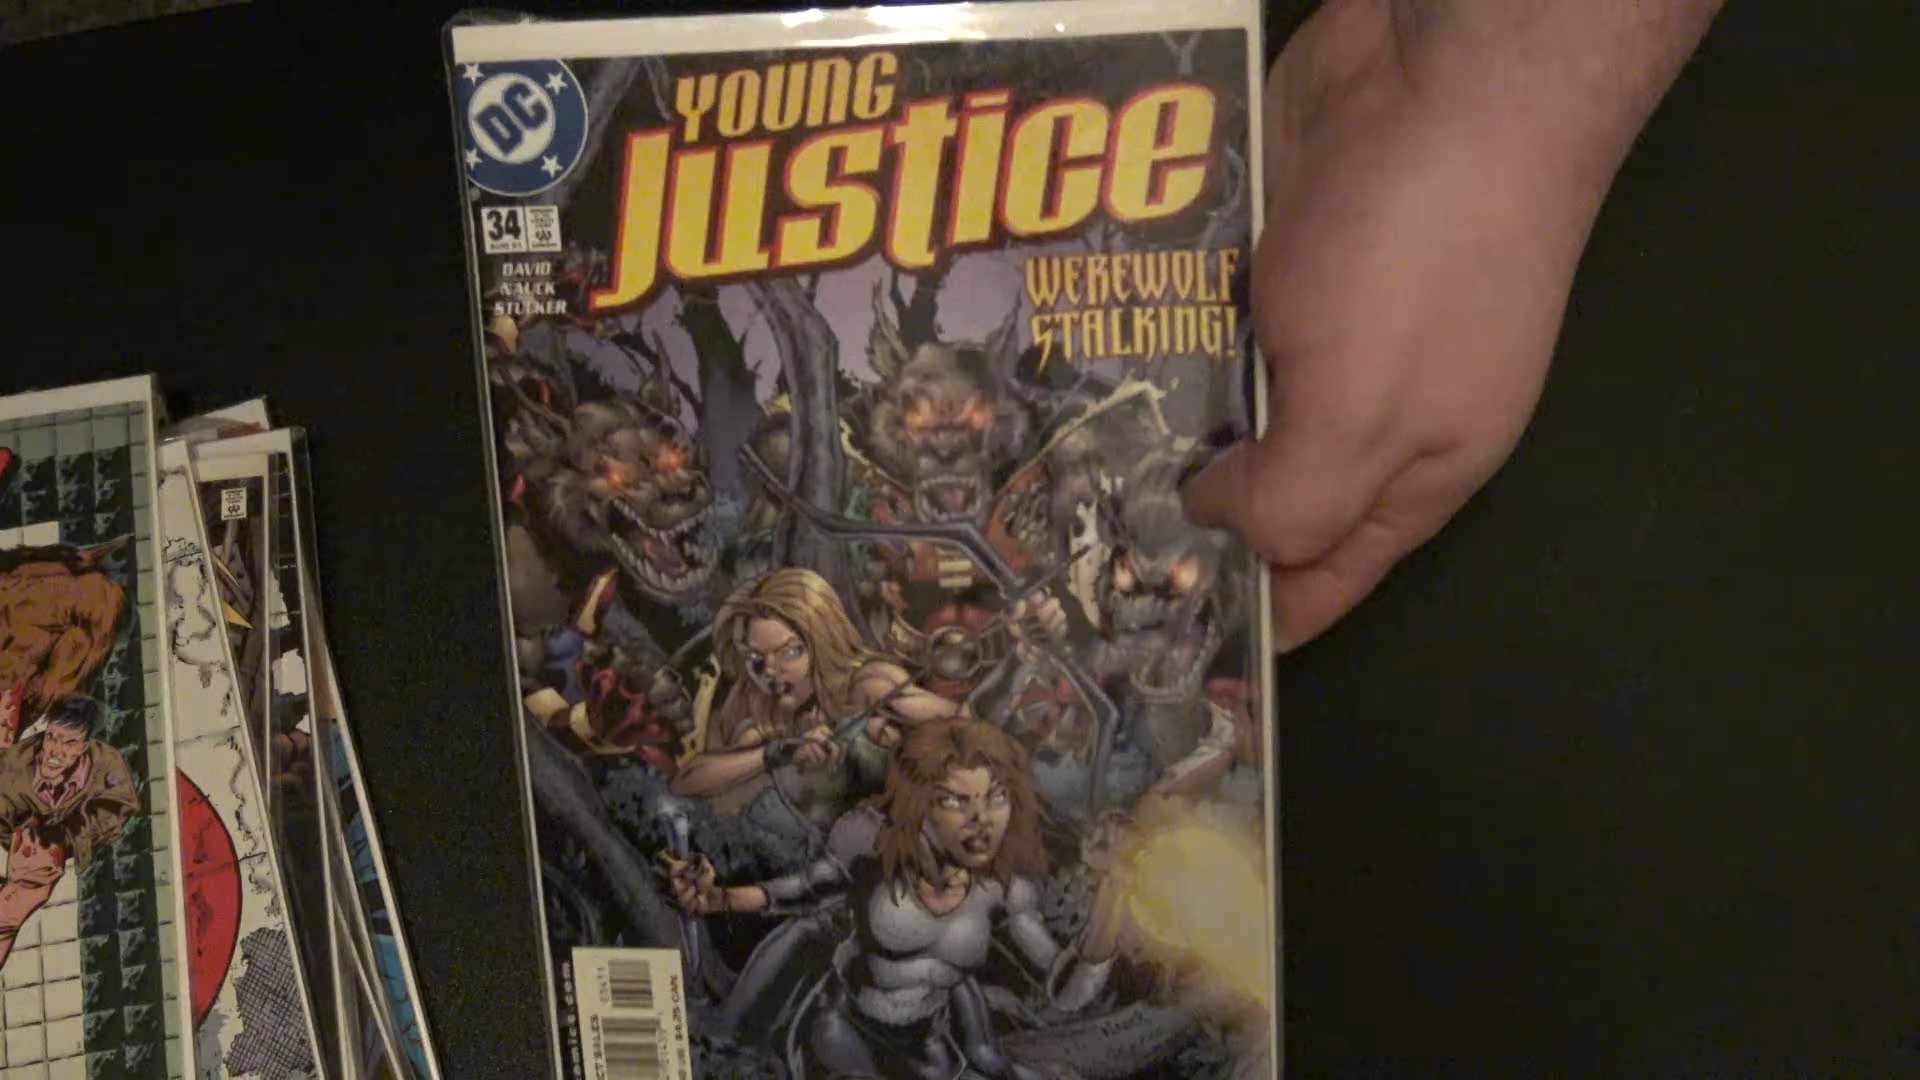 YOUNG
Justice
DC
34
DAVID
NAUCK
STUCKER
WEREWOLF
STALKING!